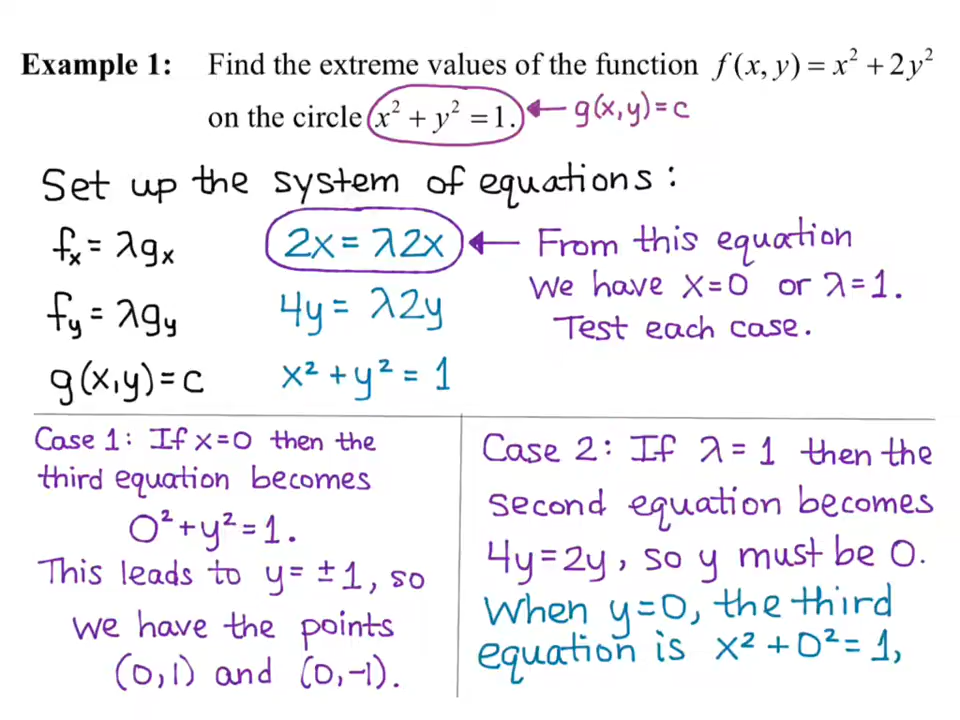 Example 1: Find the extreme values of the function f(x, y) = x² + 2y²
on the circle x² + y² = 1. ← g(x,y) = c
Set up the system of equations:
fₓ = λgₓ 2x = λ2x ← From this equation
we have x=0 or λ=1.
Test each case.
f_y = λg_y 4y = λ2y
g(x,y) = c x² + y² = 1
Case 1: If x=0 then the
third equation becomes
0² + y² = 1.
This leads to y = ±1, so
we have the points
(0,1) and (0,-1).
Case 2: If λ = 1 then the
second equation becomes
4y = 2y, so y must be 0.
When y=0, the third
equation is x² + 0² = 1,